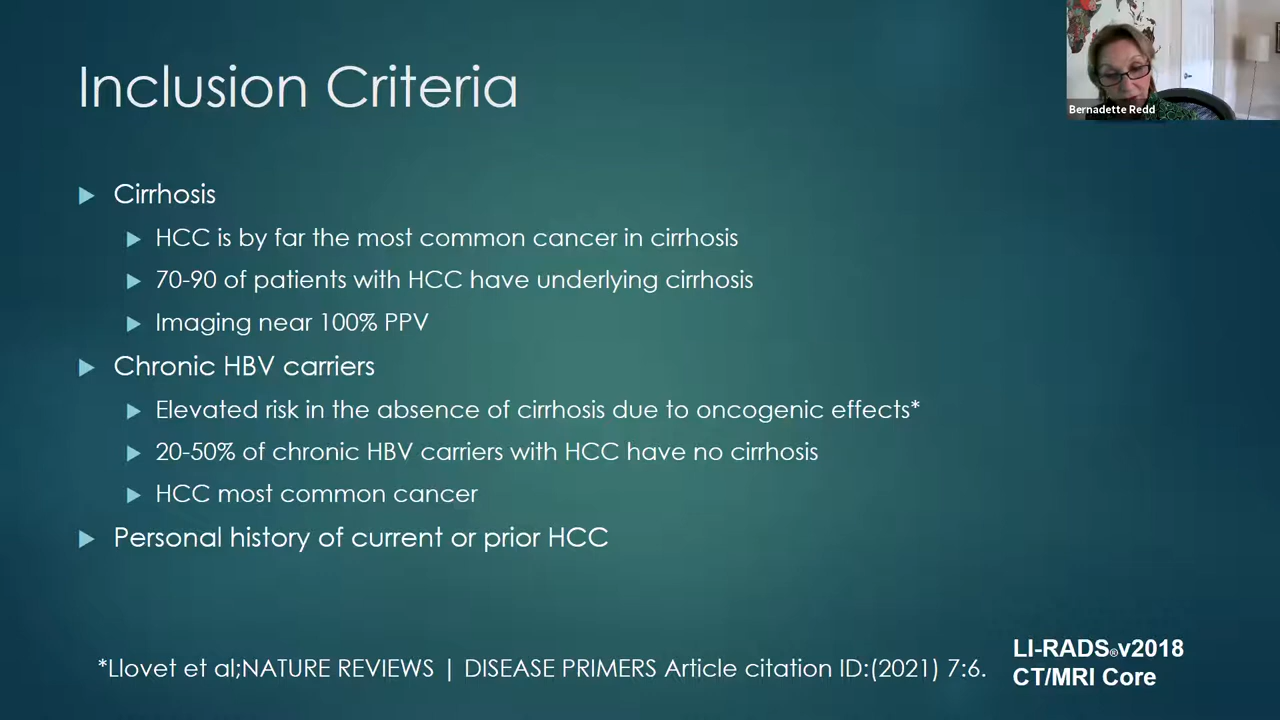 Inclusion Criteria
Bernadette Redd
Cirrhosis
HCC is by far the most common cancer in cirrhosis
70-90 of patients with HCC have underlying cirrhosis
Imaging near 100% PPV
Chronic HBV carriers
Elevated risk in the absence of cirrhosis due to oncogenic effects*
20-50% of chronic HBV carriers with HCC have no cirrhosis
HCC most common cancer
Personal history of current or prior HCC
*Llovet et al;NATURE REVIEWS | DISEASE PRIMERS Article citation ID:(2021) 7:6.
LI-RADS®v2018
CT/MRI Core